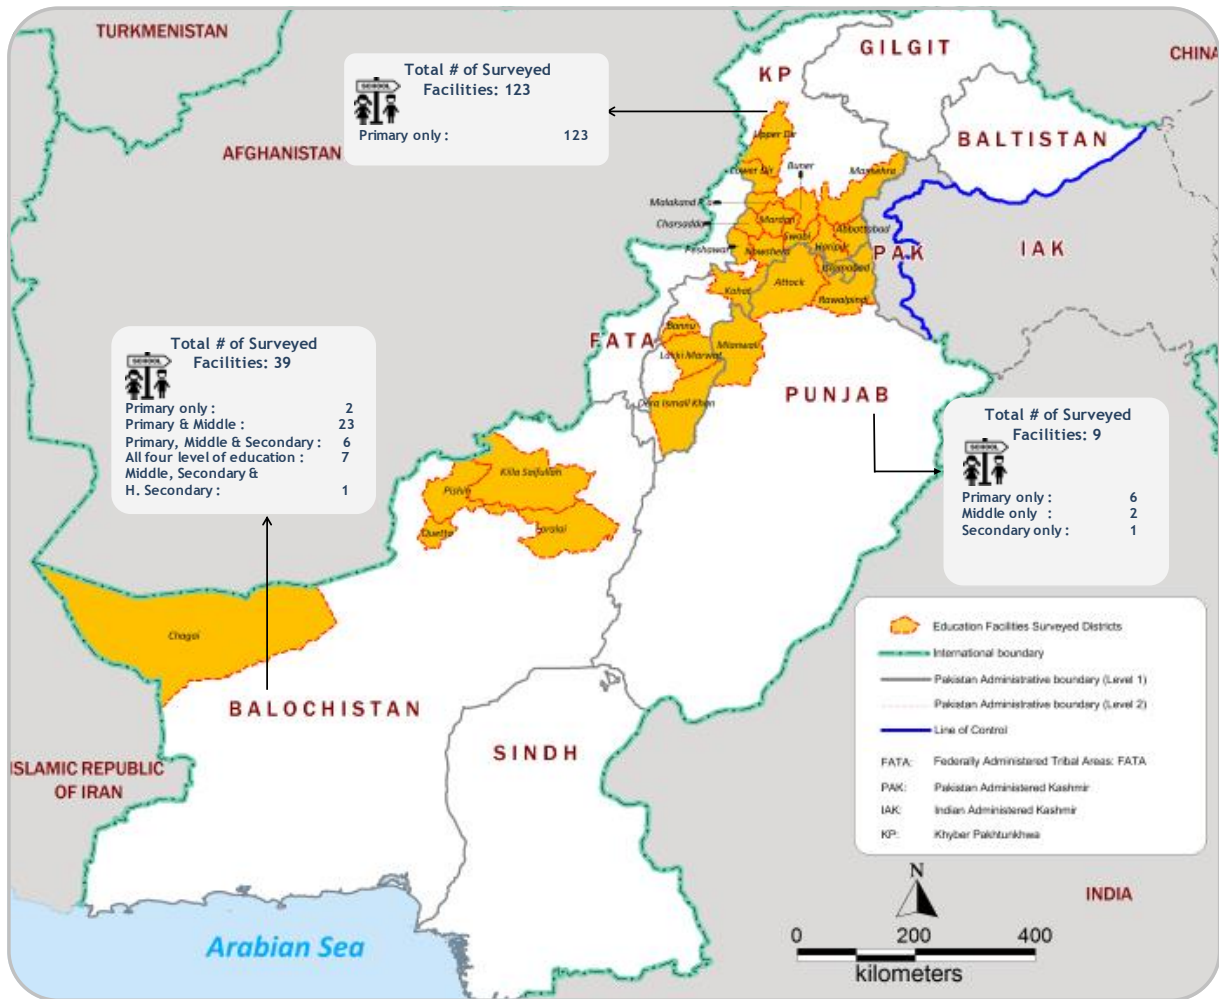 TURKMENISTAN
GILGIT
CHINA
KP
Total # of Surveyed
Facilities: 123
SCHOOL
Primary only : 123
BALTISTAN
AFGHANISTAN
Upper Dir
Lower Dir
Buner
Mansehra
Malakand P.a
Mardan
Charsadda
Swabi
Abbottabad
Peshawar
Nowshera
Haripur
PAK
IAK
Islamabad
Attock
Kohat
Rawalpindi
Bannu
FATA
Mianwali
Lakki Marwat
Total # of Surveyed
Facilities: 39
SCHOOL
Primary only : 2
Primary & Middle : 23
Primary, Middle & Secondary : 6
All four level of education : 7
Middle, Secondary &
H. Secondary : 1
PUNJAB
Dera Ismail Khan
Total # of Surveyed
Facilities: 9
SCHOOL
Primary only : 6
Middle only : 2
Secondary only : 1
Killa Saifullah
Pishin
Quetta
Loralai
Chagai
BALOCHISTAN
SINDH
ISLAMIC REPUBLIC
OF IRAN
Education Facilities Surveyed Districts
International boundary
Pakistan Administrative boundary (Level 1)
Pakistan Administrative boundary (Level 2)
Line of Control
FATA: Federally Administered Tribal Areas: FATA
PAK: Pakistan Administered Kashmir
IAK: Indian Administered Kashmir
KP: Khyber Pakhtunkhwa
N
INDIA
Arabian Sea
0 200 400
kilometers